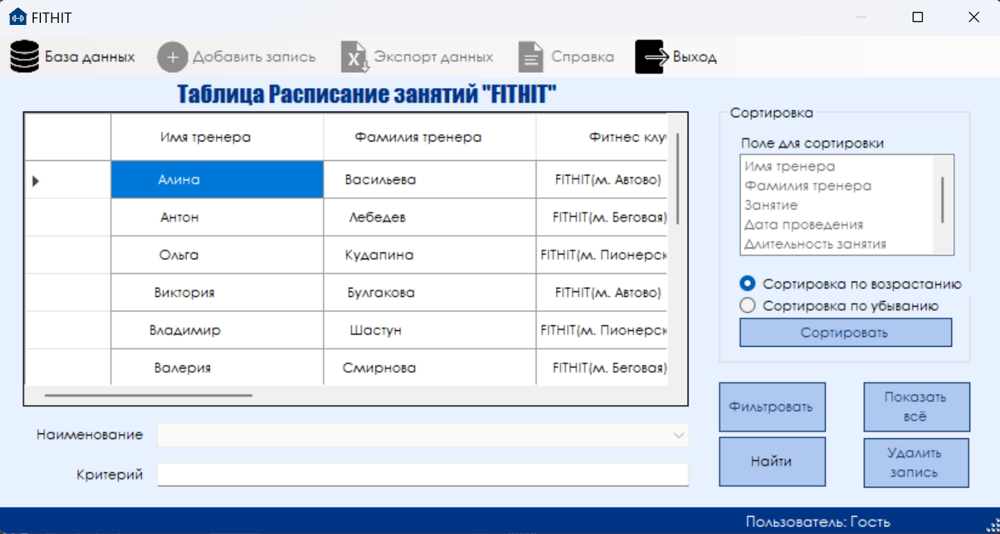 FITHIT
База данных Добавить запись Экспорт данных Справка Выход
Таблица Расписание занятий "FITHIT"
Имя тренера Фамилия тренера Фитнес клу
Алина Васильева FITHIT(м. Автово)
Антон Лебедев FITHIT(м. Беговая)
Ольга Кудапина FITHIT(м. Пионерск
Виктория Булгакова FITHIT(м. Автово)
Владимир Шастун FITHIT(м. Пионерск
Валерия Смирнова FITHIT(м. Беговая)
Наименование
Критерий
Сортировка
Поле для сортировки
Имя тренера
Фамилия тренера
Занятие
Дата проведения
Длительность занятия
Сортировка по возрастанию
Сортировка по убыванию
Сортировать
Фильтровать
Показать
всё
Найти
Удалить
запись
Пользователь: Гость